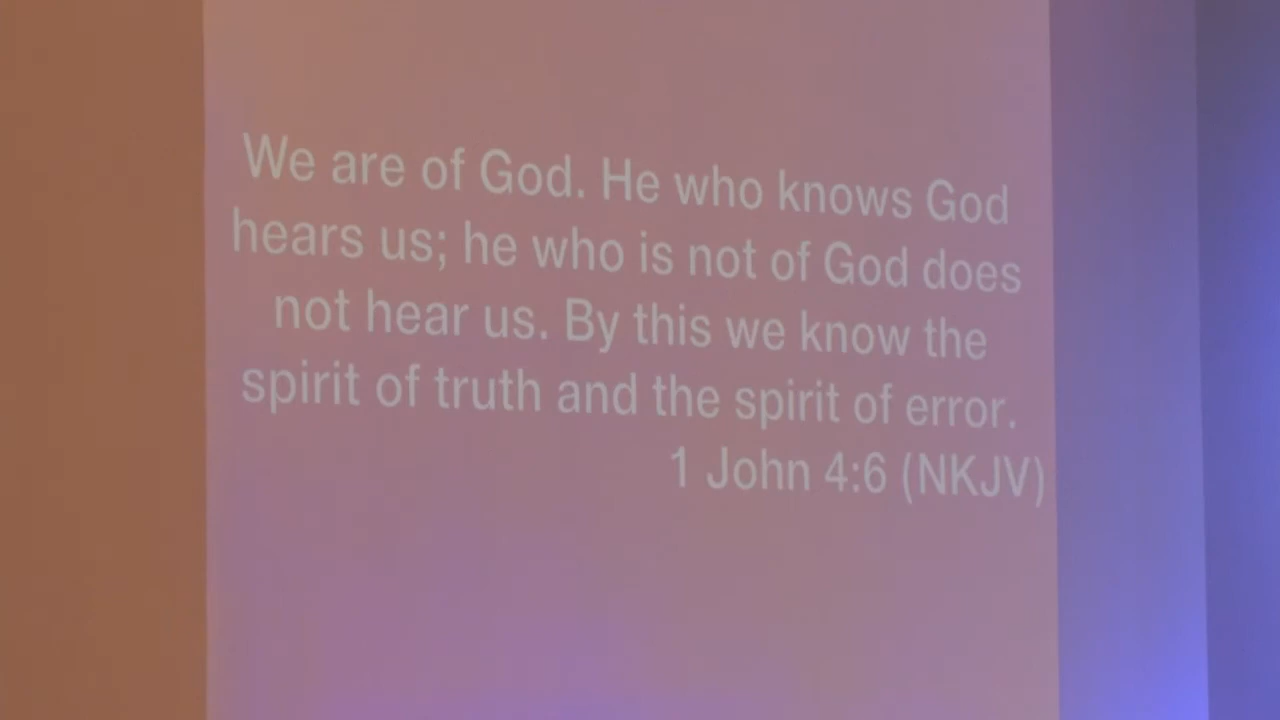 We are of God. He who knows God
hears us; he who is not of God does
not hear us. By this we know the
spirit of truth and the spirit of error.
1 John 4:6 (NKJV)